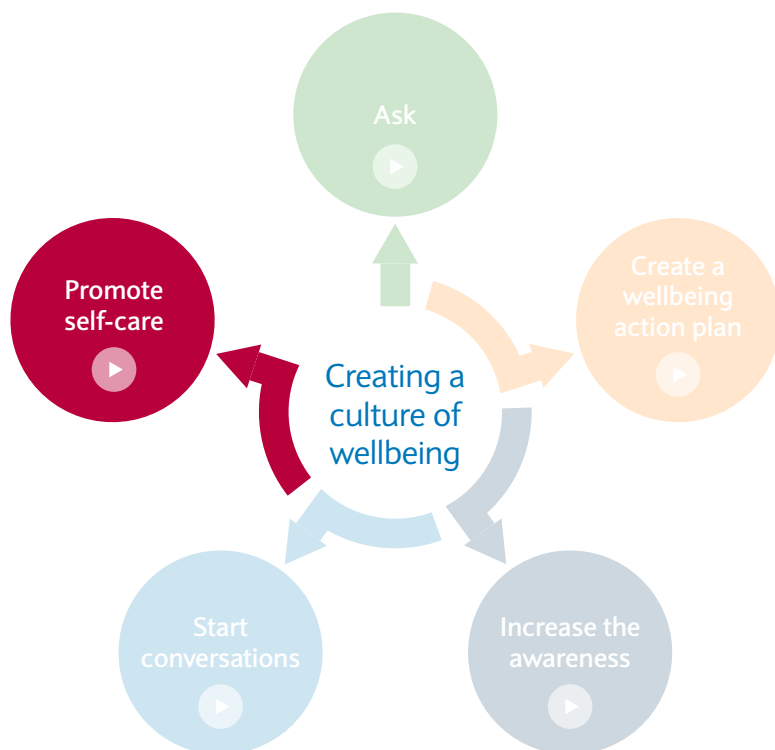 Ask
Create a
wellbeing
action plan
Promote
self-care
Creating a
culture of
wellbeing
Start
conversations
Increase the
awareness